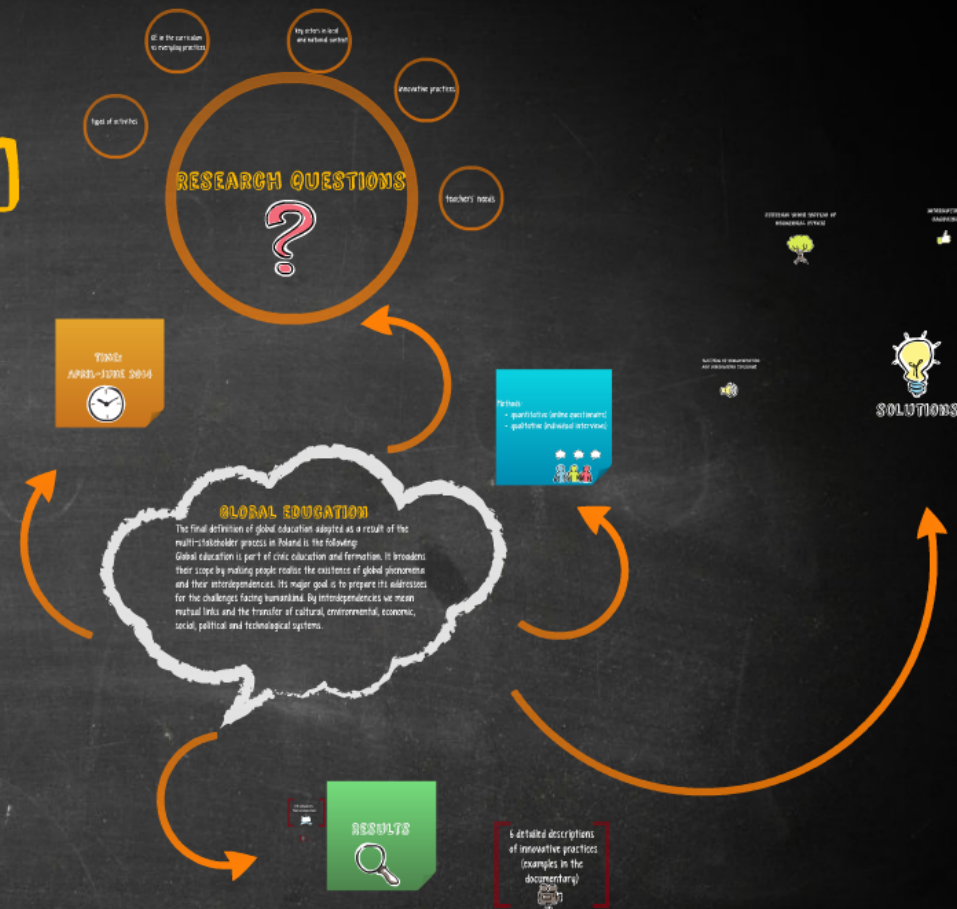 GE in the curriculum
vs everyday practices
Key actors in local
and national context
innovative practices
types of activities
teachers' needs
RESEARCH QUESTIONS
?
TIME:
APRIL-JUNE 2014
Methods:
• quantitative (online questionaire)
• qualitative (individual interviews)
SOLUTIONS
GLOBAL EDUCATION
The final definition of global education adopted as a result of the
multi-stakeholder process in Poland is the following:
Global education is part of civic education and formation. It broadens
their scope by making people realise the existence of global phenomena
and their interdependencies. Its major goal is to prepare its addressees
for the challenges facing humankind. By interdependencies we mean
mutual links and the transfer of cultural, environmental, economic,
social, political and technological systems.
RESULTS
6 detailed descriptions
of innovative practices
(examples in the
documentary)